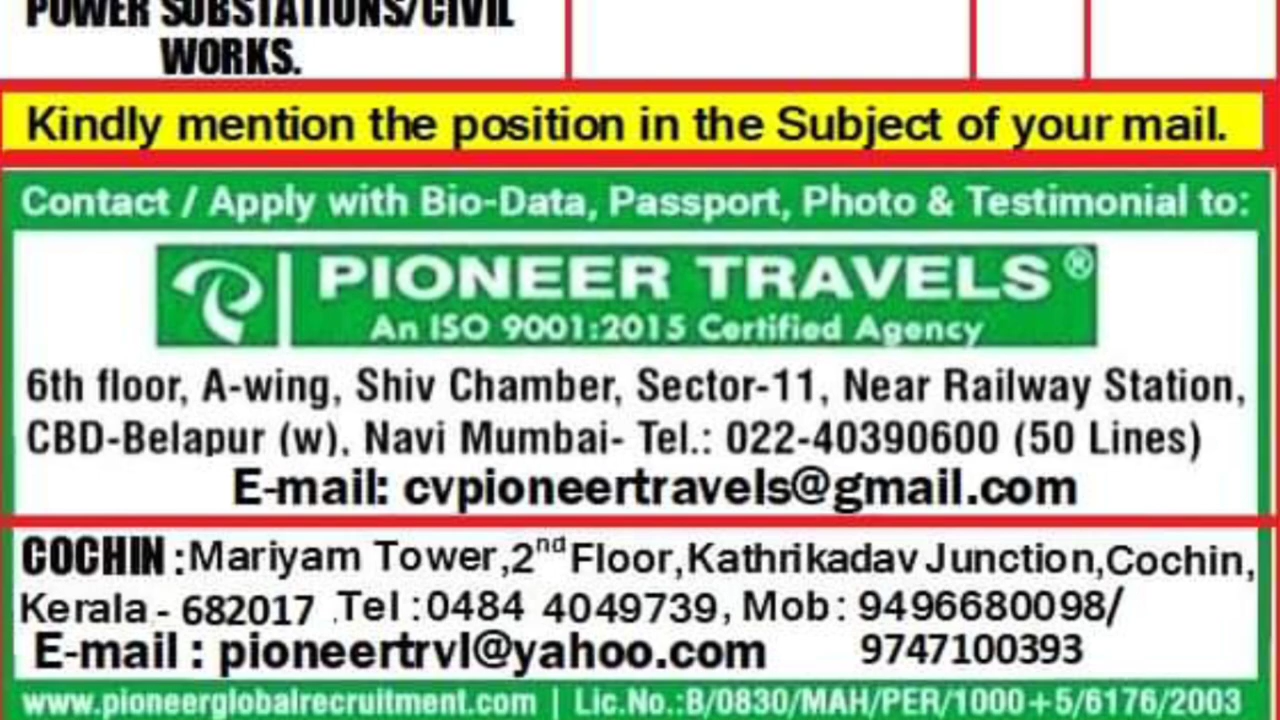 POWER SUBSTATIONS/CIVIL
WORKS.
Kindly mention the position in the Subject of your mail.
Contact / Apply with Bio-Data, Passport, Photo & Testimonial to:
PIONEER TRAVELS ®
An ISO 9001:2015 Certified Agency
6th floor, A-wing, Shiv Chamber, Sector-11, Near Railway Station,
CBD-Belapur (w), Navi Mumbai- Tel.: 022-40390600 (50 Lines)
E-mail: cvpioneertravels@gmail.com
COCHIN :Mariyam Tower,2nd Floor,Kathrikadav Junction,Cochin,
Kerala - 682017 .Tel :0484 4049739, Mob: 9496680098/
E-mail : pioneertrvl@yahoo.com 9747100393
www.pioneerglobalrecruitment.com | Lic.No.:B/0830/MAH/PER/1000+5/6176/2003